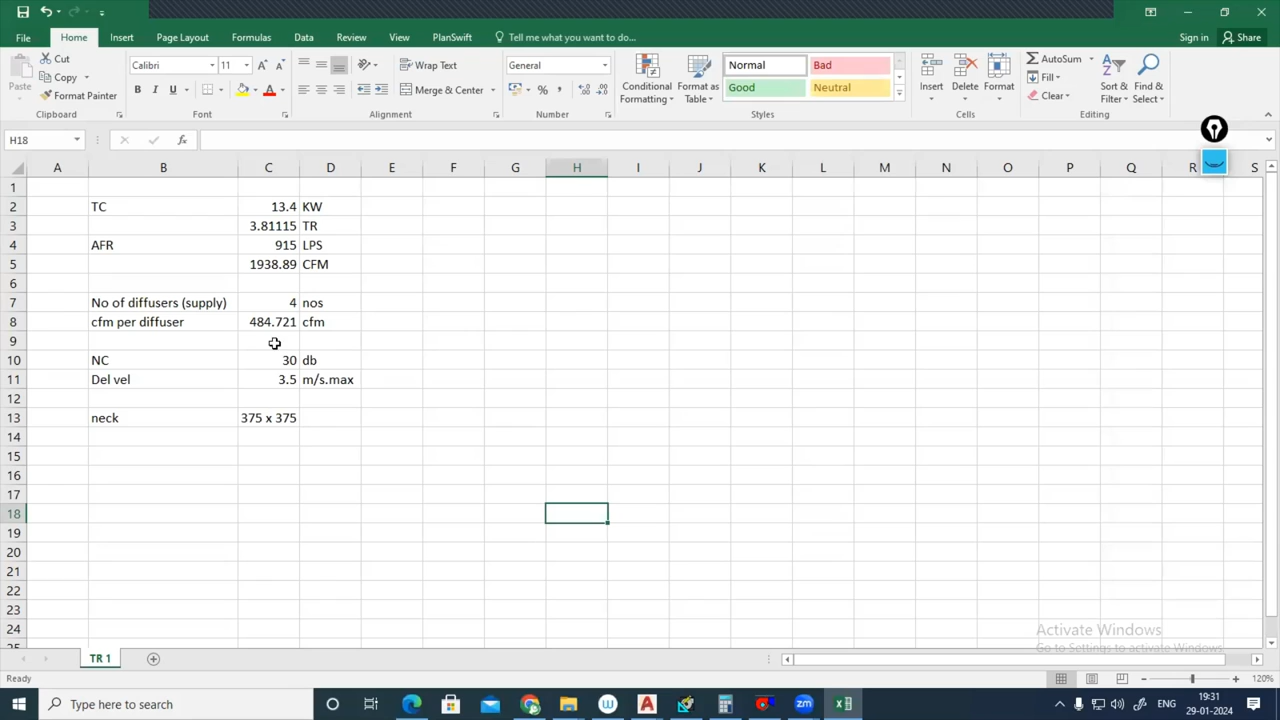 File Home Insert Page Layout Formulas Data Review View PlanSwift Tell me what you want to do... Sign in Share
Cut Calibri 11 Wrap Text General Normal Bad AutoSum
Paste Copy Conditional Formatting Format as Table Insert Delete Format Fill Sort & Filter Find & Select
Format Painter B I U A Merge & Center % Good Neutral Clear
Clipboard Font Alignment Number Styles Cells Editing
H18 fx
A B C D E F G H I J K L M N O P Q R S
1
2 TC 13.4 KW
3 3.81115 TR
4 AFR 915 LPS
5 1938.89 CFM
6
7 No of diffusers (supply) 4 nos
8 cfm per diffuser 484.721 cfm
9
10 NC 30 db
11 Del vel 3.5 m/s.max
12
13 neck 375 x 375
14
15
16
17
18
19
20
21
22
23
24
25
Activate Windows
Go to Settings to activate Windows.
TR 1
Ready 120%
Type here to search ENG 19:31
29-01-2024